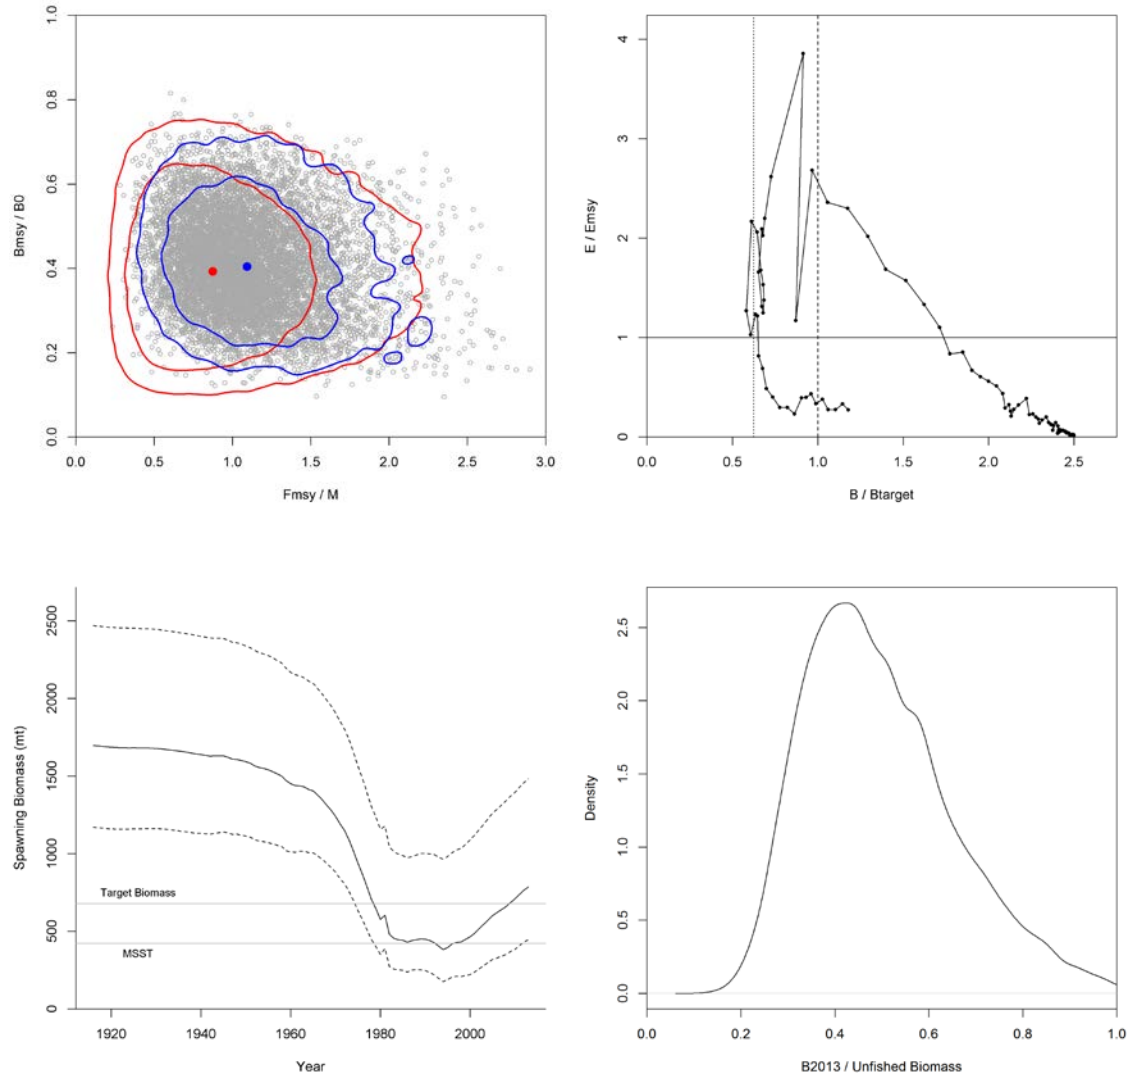 1.0
0.8
0.6
0.4
0.2
0.0
Bmsy / B0
0.0 0.5 1.0 1.5 2.0 2.5 3.0
Fmsy / M
4
3
2
1
0
E / Emsy
0.0 0.5 1.0 1.5 2.0 2.5
B / Btarget
2500
2000
1500
1000
500
0
Spawning Biomass (mt)
Target Biomass
MSST
1920 1940 1960 1980 2000
Year
2.5
2.0
1.5
1.0
0.5
0.0
Density
0.0 0.2 0.4 0.6 0.8 1.0
B2013 / Unfished Biomass